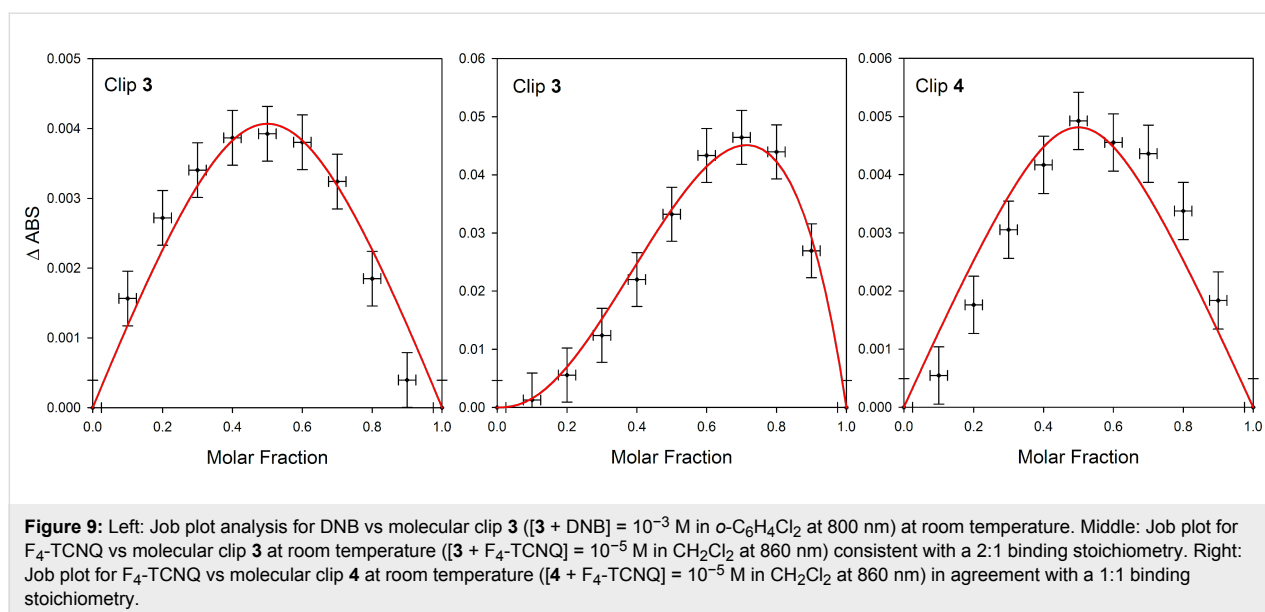 Clip 3
Clip 3
Clip 4
0.005
0.004
0.003
0.002
0.001
0.000
Δ ABS
0.0 0.2 0.4 0.6 0.8 1.0
Molar Fraction
0.06
0.05
0.04
0.03
0.02
0.01
0.00
0.0 0.2 0.4 0.6 0.8 1.0
Molar Fraction
0.006
0.005
0.004
0.003
0.002
0.001
0.000
0.0 0.2 0.4 0.6 0.8 1.0
Molar Fraction
Figure 9: Left: Job plot analysis for DNB vs molecular clip 3 ([3 + DNB] = 10⁻³ M in o-C₆H₄Cl₂ at 800 nm) at room temperature. Middle: Job plot for
F₄-TCNQ vs molecular clip 3 at room temperature ([3 + F₄-TCNQ] = 10⁻⁵ M in CH₂Cl₂ at 860 nm) consistent with a 2:1 binding stoichiometry. Right:
Job plot for F₄-TCNQ vs molecular clip 4 at room temperature ([4 + F₄-TCNQ] = 10⁻⁵ M in CH₂Cl₂ at 860 nm) in agreement with a 1:1 binding
stoichiometry.